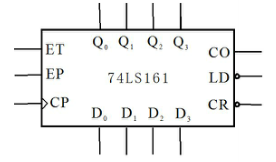 ET Q₀ Q₁ Q₂ Q₃ CO
EP 74LS161 LD
CP D₀ D₁ D₂ D₃ CR